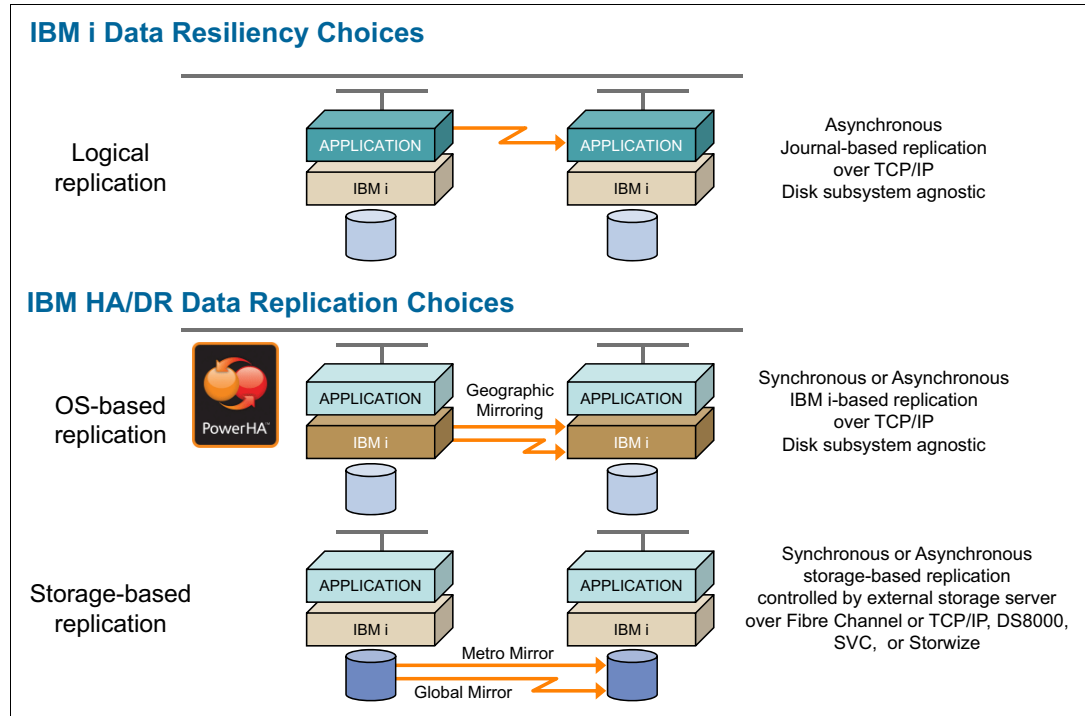 IBM i Data Resiliency Choices
Logical
replication
APPLICATION
IBM i
APPLICATION
IBM i
Asynchronous
Journal-based replication
over TCP/IP
Disk subsystem agnostic
IBM HA/DR Data Replication Choices
OS-based
replication
PowerHA™
APPLICATION
IBM i
Geographic
Mirroring
APPLICATION
IBM i
Synchronous or Asynchronous
IBM i-based replication
over TCP/IP
Disk subsystem agnostic
Storage-based
replication
APPLICATION
IBM i
Metro Mirror
Global Mirror
APPLICATION
IBM i
Synchronous or Asynchronous
storage-based replication
controlled by external storage server
over Fibre Channel or TCP/IP, DS8000,
SVC, or Storwize